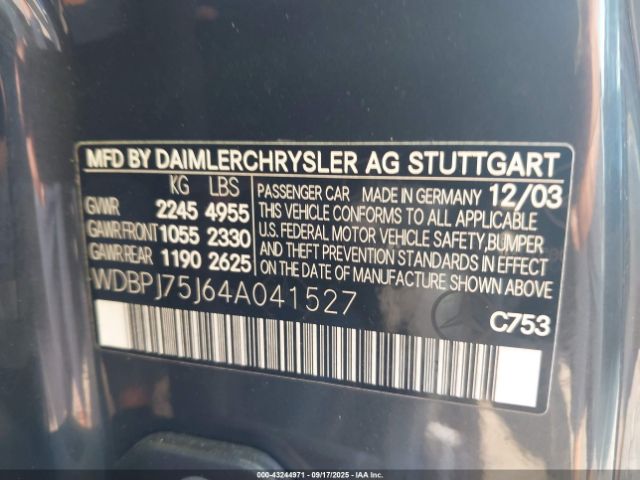 MFD BY DAIMLERCHRYSLER AG STUTTGART
KG LBS
GVWR 2245 4955
GAWR FRONT 1055 2330
GAWR REAR 1190 2625
PASSENGER CAR MADE IN GERMANY 12/03
THIS VEHICLE CONFORMS TO ALL APPLICABLE
U.S. FEDERAL MOTOR VEHICLE SAFETY, BUMPER
AND THEFT PREVENTION STANDARDS IN EFFECT
ON THE DATE OF MANUFACTURE SHOWN ABOVE
WDBPJ75J64A041527
C753
000-43244971 - 09/17/2025 - IAAI.COM